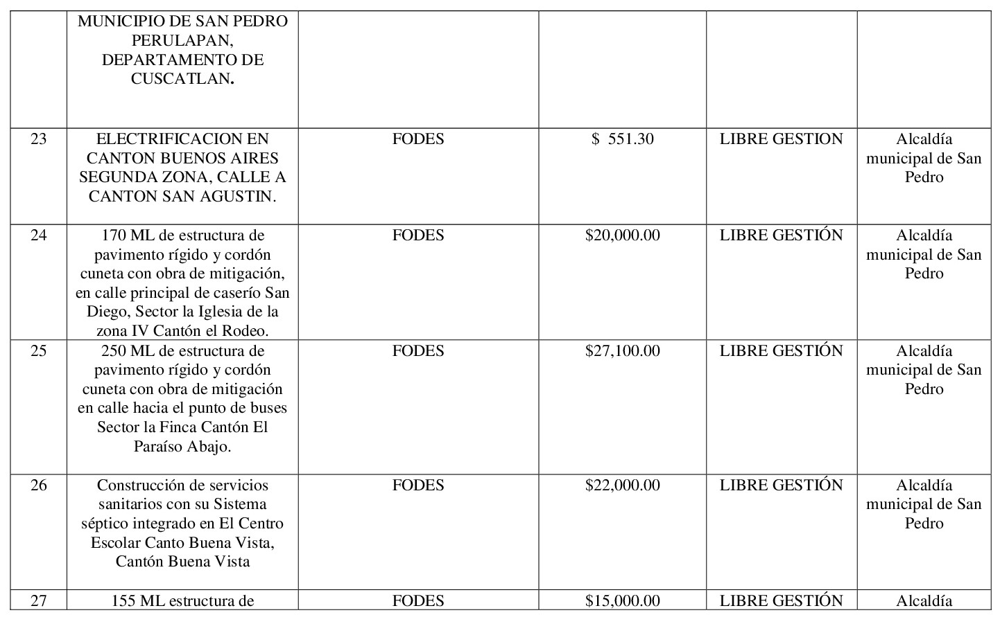 MUNICIPIO DE SAN PEDRO
PERULAPAN,
DEPARTAMENTO DE
CUSCATLAN.
23 ELECTRIFICACION EN FODES $ 551.30 LIBRE GESTION Alcaldía
CANTON BUENOS AIRES municipal de San
SEGUNDA ZONA, CALLE A Pedro
CANTON SAN AGUSTIN.
24 170 ML de estructura de FODES $20,000.00 LIBRE GESTIÓN Alcaldía
pavimento rígido y cordón municipal de San
cuneta con obra de mitigación, Pedro
en calle principal de caserío San
Diego, Sector la Iglesia de la
zona IV Cantón el Rodeo.
25 250 ML de estructura de FODES $27,100.00 LIBRE GESTIÓN Alcaldía
pavimento rígido y cordón municipal de San
cuneta con obra de mitigación Pedro
en calle hacia el punto de buses
Sector la Finca Cantón El
Paraíso Abajo.
26 Construcción de servicios FODES $22,000.00 LIBRE GESTIÓN Alcaldía
sanitarios con su Sistema municipal de San
séptico integrado en El Centro Pedro
Escolar Canto Buena Vista,
Cantón Buena Vista
27 155 ML estructura de FODES $15,000.00 LIBRE GESTIÓN Alcaldía